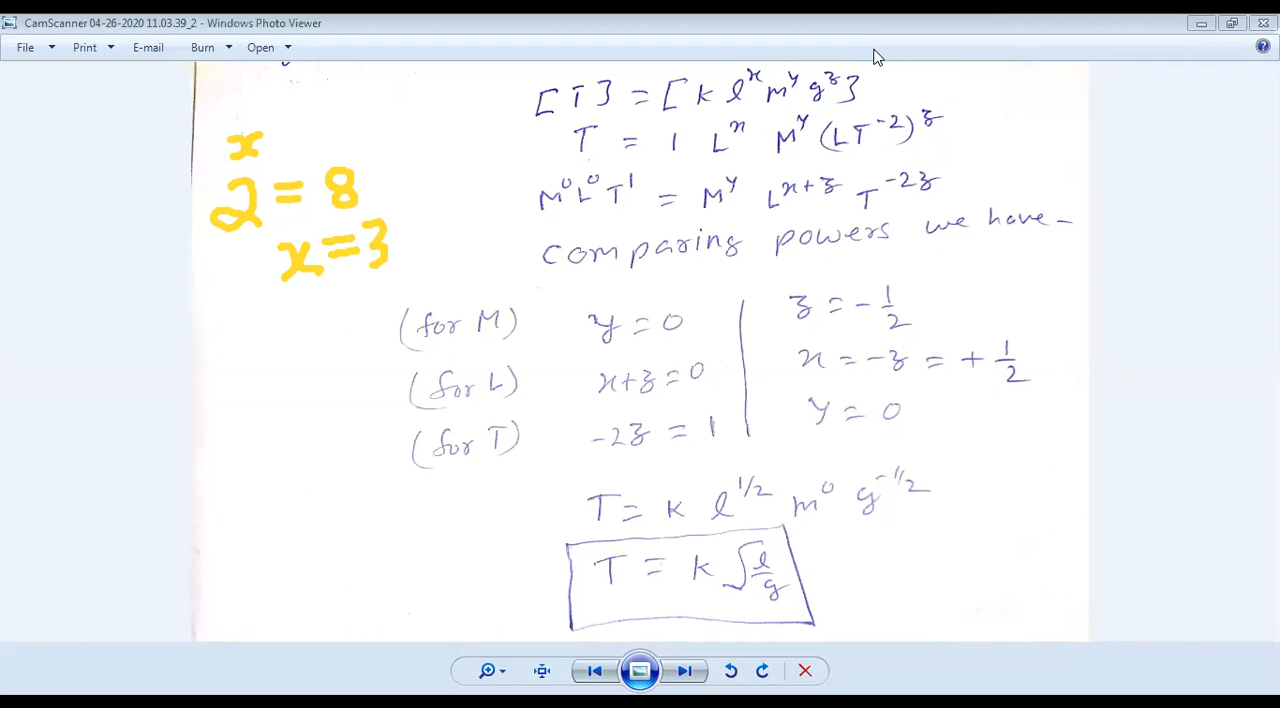 CamScanner 04-26-2020 11.03.39_2 - Windows Photo Viewer
File Print E-mail Burn Open
[T] = [k l^x m^y g^z]
T = 1 L^x M^y (LT^-2)^z
M^0 L^0 T^1 = M^y L^x+z T^-2z
comparing powers we have-
2^x = 8
x = 3
(for M) y = 0
(for L) x+z = 0
(for T) -2z = 1
z = -1/2
x = -z = +1/2
y = 0
T = k l^1/2 m^0 g^-1/2
T = k √l/g